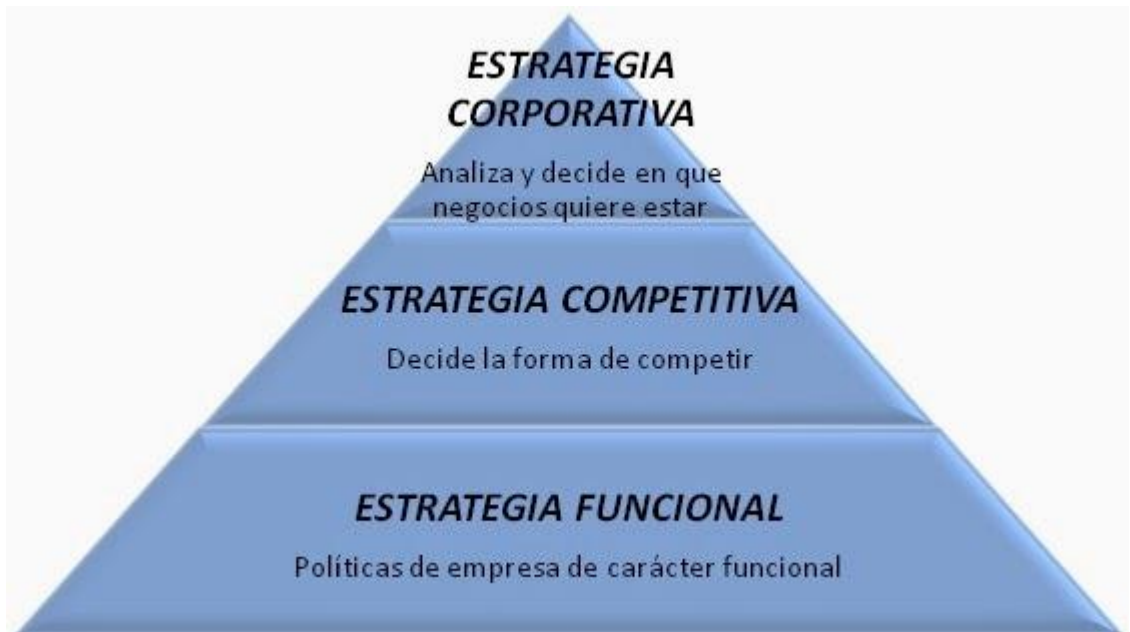 ESTRATEGIA
CORPORATIVA
Analiza y decide en que
negocios quiere estar
ESTRATEGIA COMPETITIVA
Decide la forma de competir
ESTRATEGIA FUNCIONAL
Políticas de empresa de carácter funcional